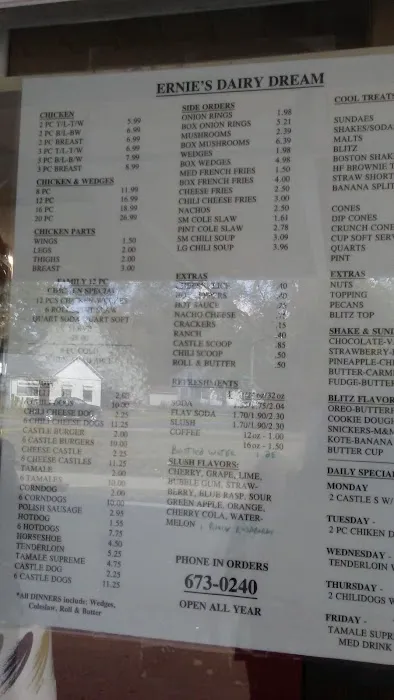 ERNIE'S DAIRY DREAM
CHICKEN
2 PC T/L-T/W 5.99
2 PC B/L-BW 6.99
2 PC BREAST 6.99
3 PC T/L T/W 6.99
3 PC B/L-B/W 7.99
3 PC BREAST 8.99
CHICKEN & WEDGES
8 PC 11.99
12 PC 16.99
16 PC 18.99
20 PC 26.99
CHICKEN PARTS
WINGS 1.50
LEGS 2.00
THIGHS 2.00
BREAST 3.00
FAMILY 12 PC
CHICKEN SPECIAL
CHILI CHEESE DOG 2.25
6 CHILI CHEESE DOGS 11.25
CASTLE BURGER 2.00
6 CASTLE BURGERS 10.00
CHEESE CASTLE 2.25
6 CHEESE CASTLES 11.25
TAMALE 2.00
6 TAMALES 10.00
CORNDOG 2.00
6 CORNDOGS 10.00
POLISH SAUSAGE 2.95
HOTDOG 1.55
6 HOTDOGS 7.75
HORSESHOE 4.50
TENDERLOIN 5.25
TAMALE SUPREME 4.75
CASTLE DOG 2.25
6 CASTLE DOGS 11.25
*All DINNERS include: Wedges,
Coleslaw, Roll & Butter
SIDE ORDERS
ONION RINGS 1.98
BOX ONION RINGS 5.21
MUSHROOMS 2.39
BOX MUSHROOMS 6.39
WEDGES 1.98
BOX WEDGES 4.98
MED FRENCH FRIES 1.50
BOX FRENCH FRIES 4.00
CHEESE FRIES 2.50
CHILI CHEESE FRIES 3.00
NACHOS 2.50
SM COLE SLAW 1.61
PINT COLE SLAW 2.78
SM CHILI SOUP 3.09
LG CHILI SOUP 3.96
EXTRAS
HOT SAUCE
NACHO CHEESE
CRACKERS .15
RANCH .40
CASTLE SCOOP .85
CHILI SCOOP .50
ROLL & BUTTER .50
REFRESHMENTS
SODA
FLAV SODA 1.70/1.90/2.30
SLUSH 1.70/1.90/2.30
COFFEE 12oz - 1.00
16oz - 1.50
SLUSH FLAVORS:
CHERRY, GRAPE, LIME,
BUBBLE GUM, STRAW-
BERRY, BLUE RASP, SOUR
GREEN APPLE, ORANGE,
CHERRY COLA, WATER-
MELON
PHONE IN ORDERS
673-0240
OPEN ALL YEAR
COOL TREATS
SUNDAES
SHAKES/SODA
MALTS
BLITZ
BOSTON SHAK
HF BROWNIE
STRAW SHORT
BANANA SPLIT
CONES
DIP CONES
CRUNCH CONE
CUP SOFT SER
QUARTS
PINT
EXTRAS
NUTS
TOPPING
PECANS
BLITZ TOP
SHAKE & SUND
CHOCOLATE-V
STRAWBERRY-
PINEAPPLE-CH
BUTTER-CARM
FUDGE-BUTTER
BLITZ FLAVOR
OREO-BUTTER
COOKIE DOUG
SNICKERS-M&M
KOTE-BANANA
BUTTER CUP
DAILY SPECIA
MONDAY
2 CASTLE S W/
TUESDAY -
2 PC CHIKEN D
WEDNESDAY -
TENDERLOIN
THURSDAY -
2 CHILIDOGS W
FRIDAY -
TAMALE SUPR
MED DRINK